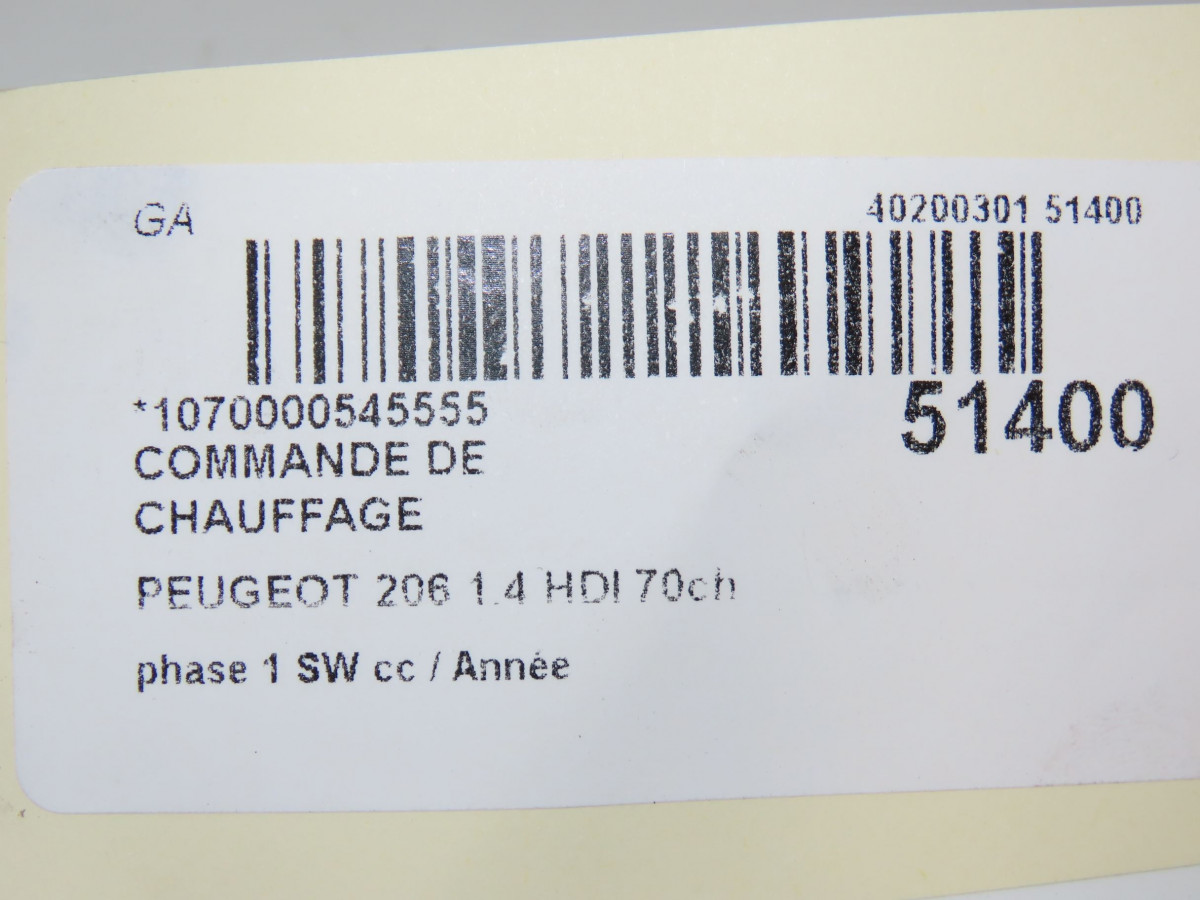 GA
40200301 51400
*1070000545555
51400
COMMANDE DE
CHAUFFAGE
PEUGEOT 206 1.4 HDI 70ch
phase 1 SW cc / Année